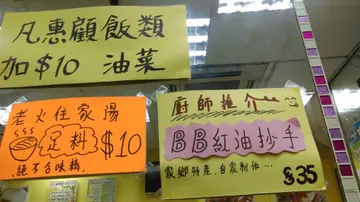 凡惠顧飯類
加$10 油菜
老火住家湯
足料 $10
絕不含味精
廚師推介
BB紅油抄手
家鄉特產，自家制作...
$35